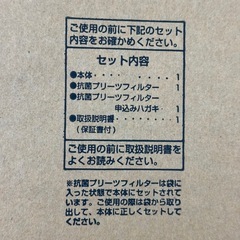 ご使用の前に下記のセット
内容をお確かめください。
セット内容
●本体・・・・・・・・1
●抗菌プリーツフィルター 1
●抗菌プリーツフィルター
申込みハガキ・1
●取扱説明書・・・・・1
(保証書付)
ご使用の前に取扱説明書を
よくお読みください。
※抗菌プリーツフィルターは袋に
入った状態で本体にセットされて
います。ご使用の際は袋から取り
出して、本体に正しくセットして
ください。